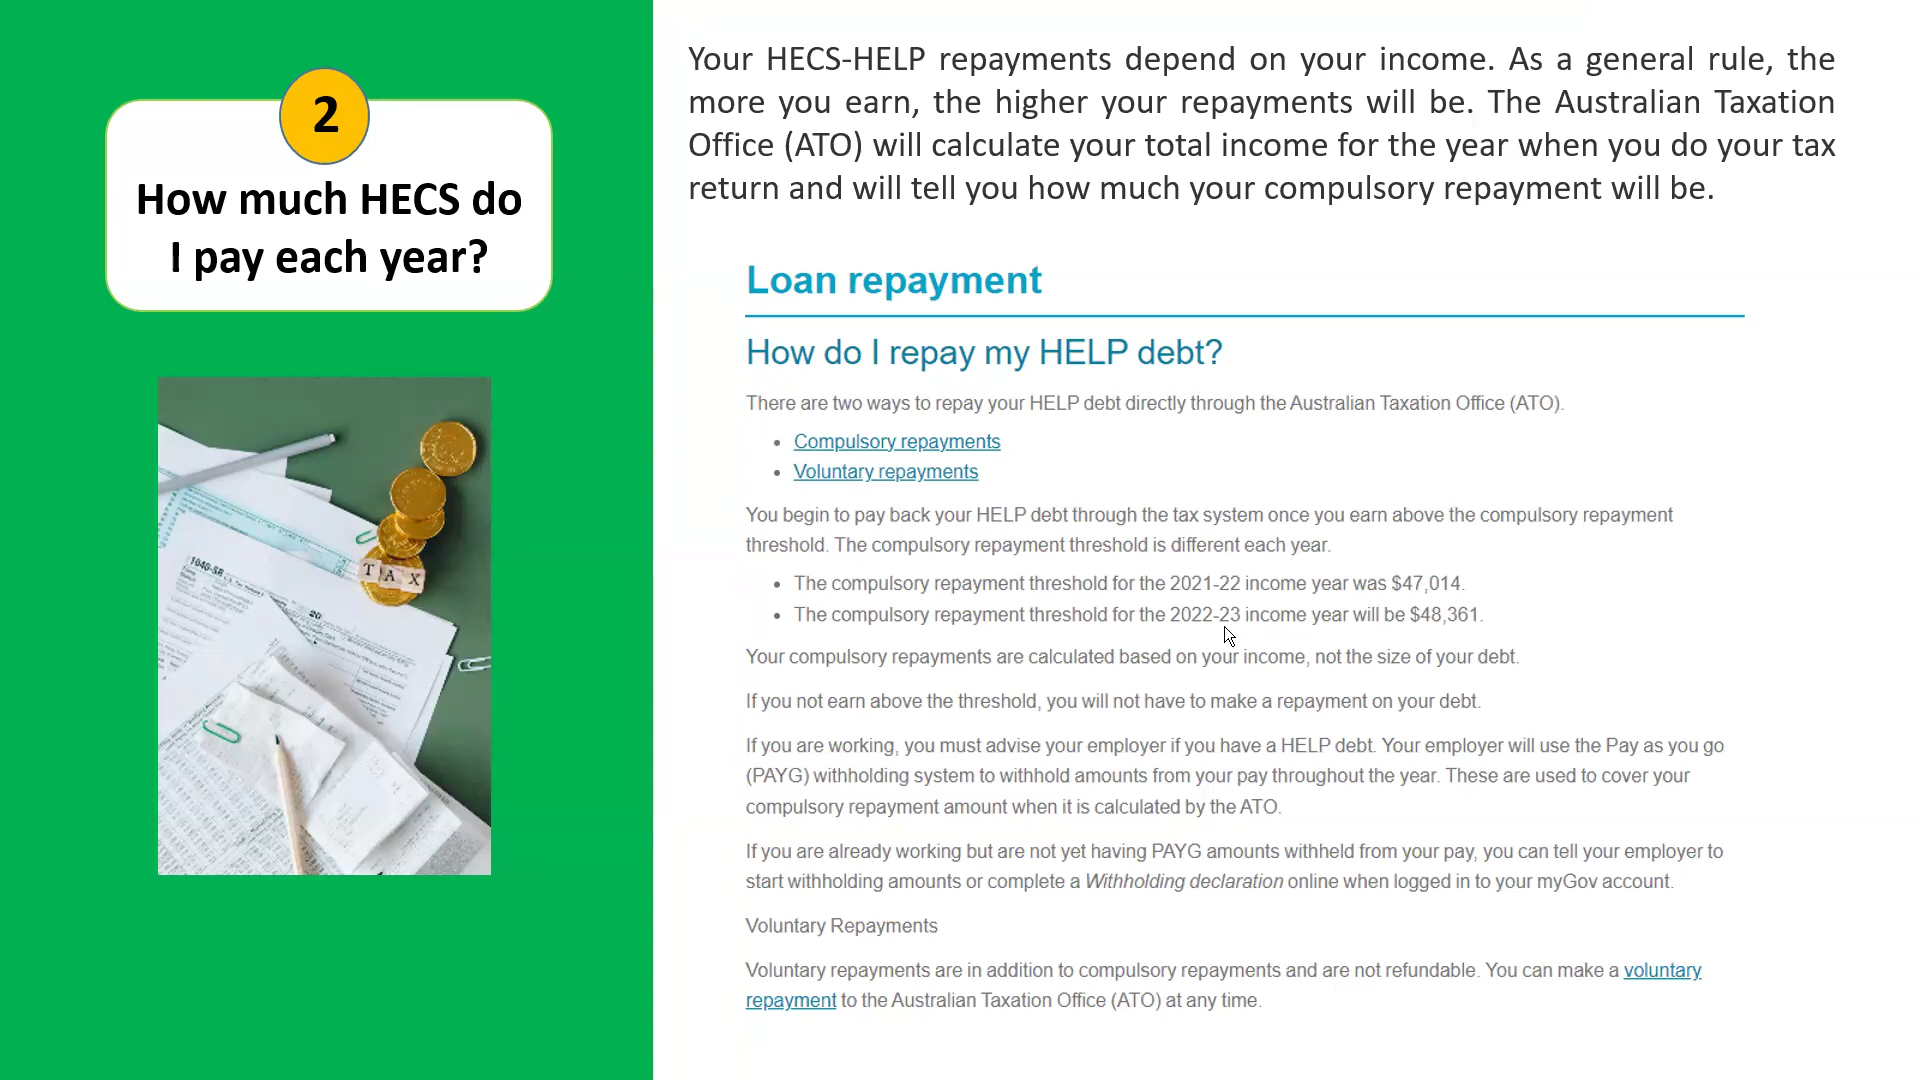 2
How much HECS do
I pay each year?
Your HECS-HELP repayments depend on your income. As a general rule, the
more you earn, the higher your repayments will be. The Australian Taxation
Office (ATO) will calculate your total income for the year when you do your tax
return and will tell you how much your compulsory repayment will be.
Loan repayment
How do I repay my HELP debt?
There are two ways to repay your HELP debt directly through the Australian Taxation Office (ATO).
• Compulsory repayments
• Voluntary repayments
You begin to pay back your HELP debt through the tax system once you earn above the compulsory repayment
threshold. The compulsory repayment threshold is different each year.
• The compulsory repayment threshold for the 2021-22 income year was $47,014.
• The compulsory repayment threshold for the 2022-23 income year will be $48,361.
Your compulsory repayments are calculated based on your income, not the size of your debt.
If you not earn above the threshold, you will not have to make a repayment on your debt.
If you are working, you must advise your employer if you have a HELP debt. Your employer will use the Pay as you go
(PAYG) withholding system to withhold amounts from your pay throughout the year. These are used to cover your
compulsory repayment amount when it is calculated by the ATO.
If you are already working but are not yet having PAYG amounts withheld from your pay, you can tell your employer to
start withholding amounts or complete a Withholding declaration online when logged in to your myGov account.
Voluntary Repayments
Voluntary repayments are in addition to compulsory repayments and are not refundable. You can make a voluntary
repayment to the Australian Taxation Office (ATO) at any time.
TAX
1040-SR
20